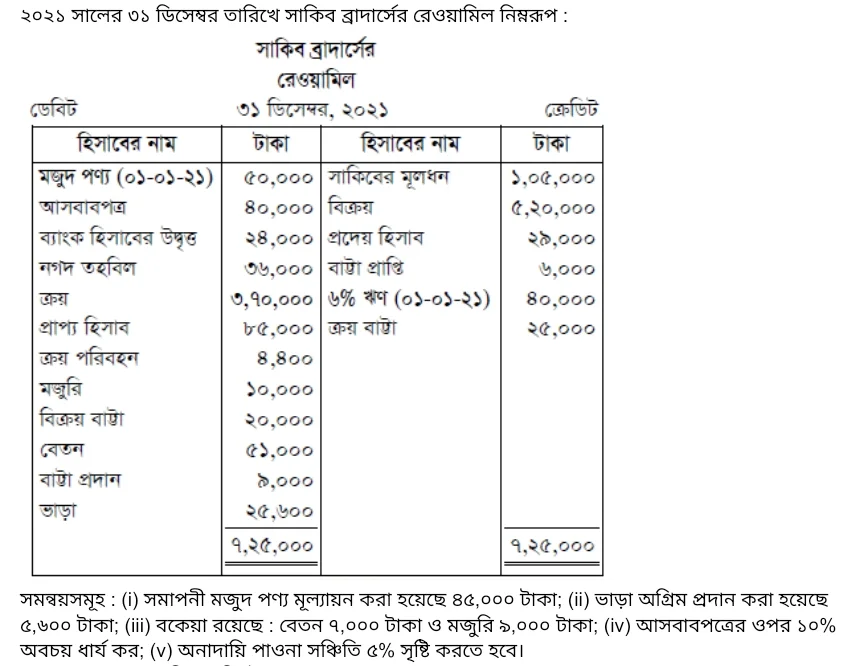 ২০২১ সালের ৩১ ডিসেম্বর তারিখে সাকিব ব্রাদার্সের রেওয়ামিল নিম্নরূপ :
সাকিব ব্রাদার্সের
রেওয়ামিল
ডেবিট ৩১ ডিসেম্বর, ২০২১ ক্রেডিট
হিসাবের নাম টাকা হিসাবের নাম টাকা
মজুদ পণ্য (০১-০১-২১) ৫০,০০০ সাকিবের মূলধন ১,০৫,০০০
আসবাবপত্র ৪০,০০০ বিক্রয় ৫,২০,০০০
ব্যাংক হিসাবের উদ্বৃত্ত ২৪,০০০ প্রদেয় হিসাব ২৯,০০০
নগদ তহবিল ৩৬,০০০ বাট্টা প্রাপ্তি ৬,০০০
ক্রয় ৩,৭০,০০০ ৬% ঋণ (০১-০১-২১) ৪০,০০০
প্রাপ্য হিসাব ৮৫,০০০ ক্রয় বাট্টা ২৫,০০০
ক্রয় পরিবহন ৪,৪০০
মজুরি ১০,০০০
বিক্রয় বাট্টা ২০,০০০
বেতন ৫১,০০০
বাট্টা প্রদান ৯,০০০
ভাড়া ২৫,৬০০
৭,২৫,০০০ ৭,২৫,০০০
সমন্বয়সমূহ : (i) সমাপনী মজুদ পণ্য মূল্যায়ন করা হয়েছে ৪৫,০০০ টাকা; (ii) ভাড়া অগ্রিম প্রদান করা হয়েছে
৫,৬০০ টাকা; (iii) বকেয়া রয়েছে : বেতন ৭,০০০ টাকা ও মজুরি ৯,০০০ টাকা; (iv) আসবাবপত্রের ওপর ১০%
অবচয় ধার্য কর; (v) অনাদায়ি পাওনা সঞ্চিতি ৫% সৃষ্টি করতে হবে।